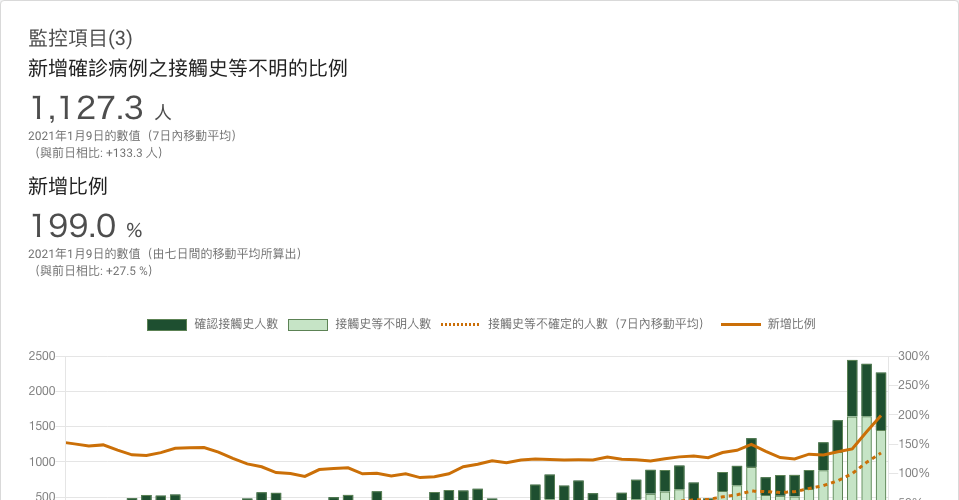 監控項目(3)
新增確診病例之接觸史等不明的比例
1,127.3 人
2021年1月9日的數值（7日內移動平均）
（與前日相比: +133.3 人）
新增比例
199.0 %
2021年1月9日的數值（由七日間的移動平均所算出）
（與前日相比: +27.5 %）
確認接觸史人數 接觸史等不明人數 接觸史等不確定的人數（7日內移動平均） 新增比例
2500 300%
250%
2000
200%
1500
150%
1000
100%
500